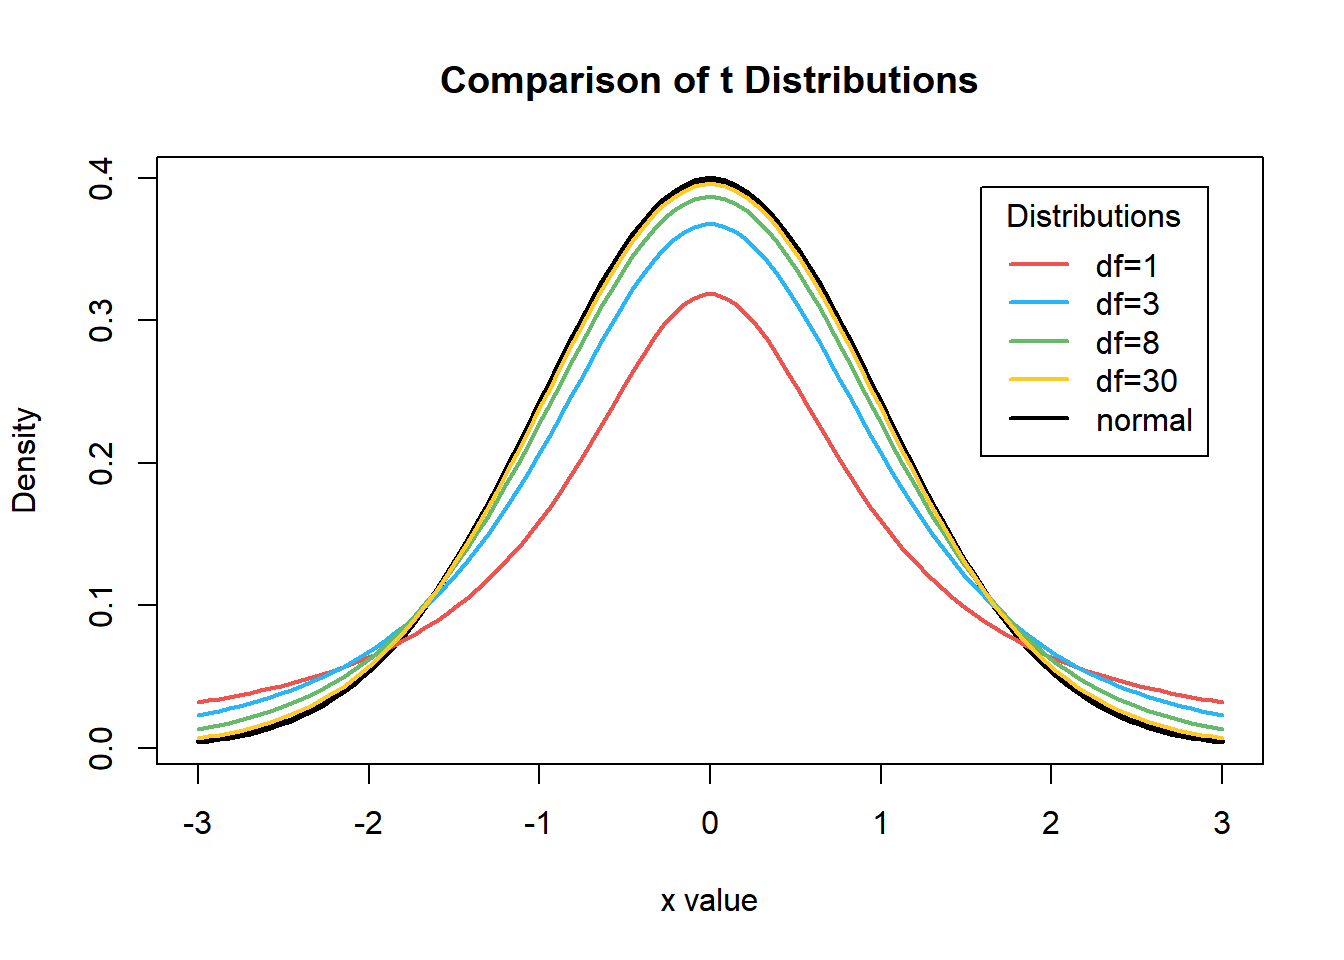 Comparison of t Distributions
Density
0.4
0.3
0.2
0.1
0.0
Distributions
df=1
df=3
df=8
df=30
normal
-3 -2 -1 0 1 2 3
x value